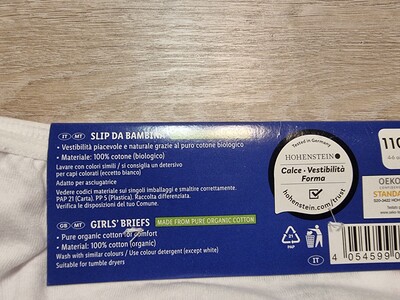 IT MT SLIP DA BAMBINA
• Vestibilità piacevole e naturale grazie al puro cotone biologico
• Materiale: 100% cotone (biologico)
Lavare con colori simili / si consiglia un detersivo
per capi colorati (eccetto bianco)
Adatto per asciugatrice
Vedere codici materiale sui singoli imballaggi e smaltire correttamente.
PAP 21 (Carta), PP 5 (Plastica). Raccolta differenziata.
Verifica le disposizioni del tuo Comune.
GB MT GIRLS' BRIEFS MADE FROM PURE ORGANIC COTTON
• Pure organic cotton for comfort
• Material: 100% cotton (organic)
Wash with similar colours / Use colour detergent (except white)
Suitable for tumble dryers
Tested in Germany
HOHENSTEIN
Calce • Vestibilità
Forma
hohenstein.com/trust
110
OEKO
STANDA
21
PAP
IT
4 054599 0